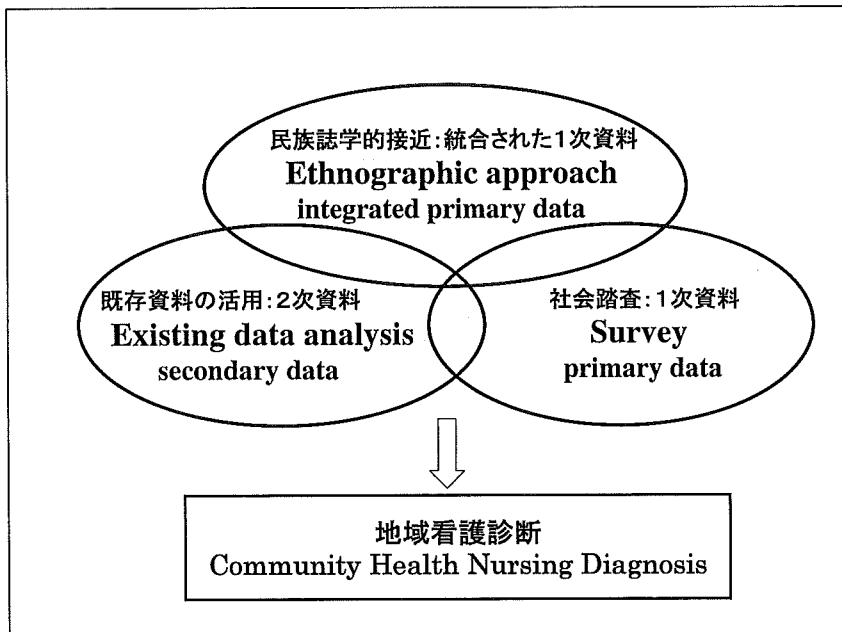 民族誌学的接近:統合された1次資料
Ethnographic approach
integrated primary data
既存資料の活用:2次資料
Existing data analysis
secondary data
社会踏査:1次資料
Survey
primary data
地域看護診断
Community Health Nursing Diagnosis